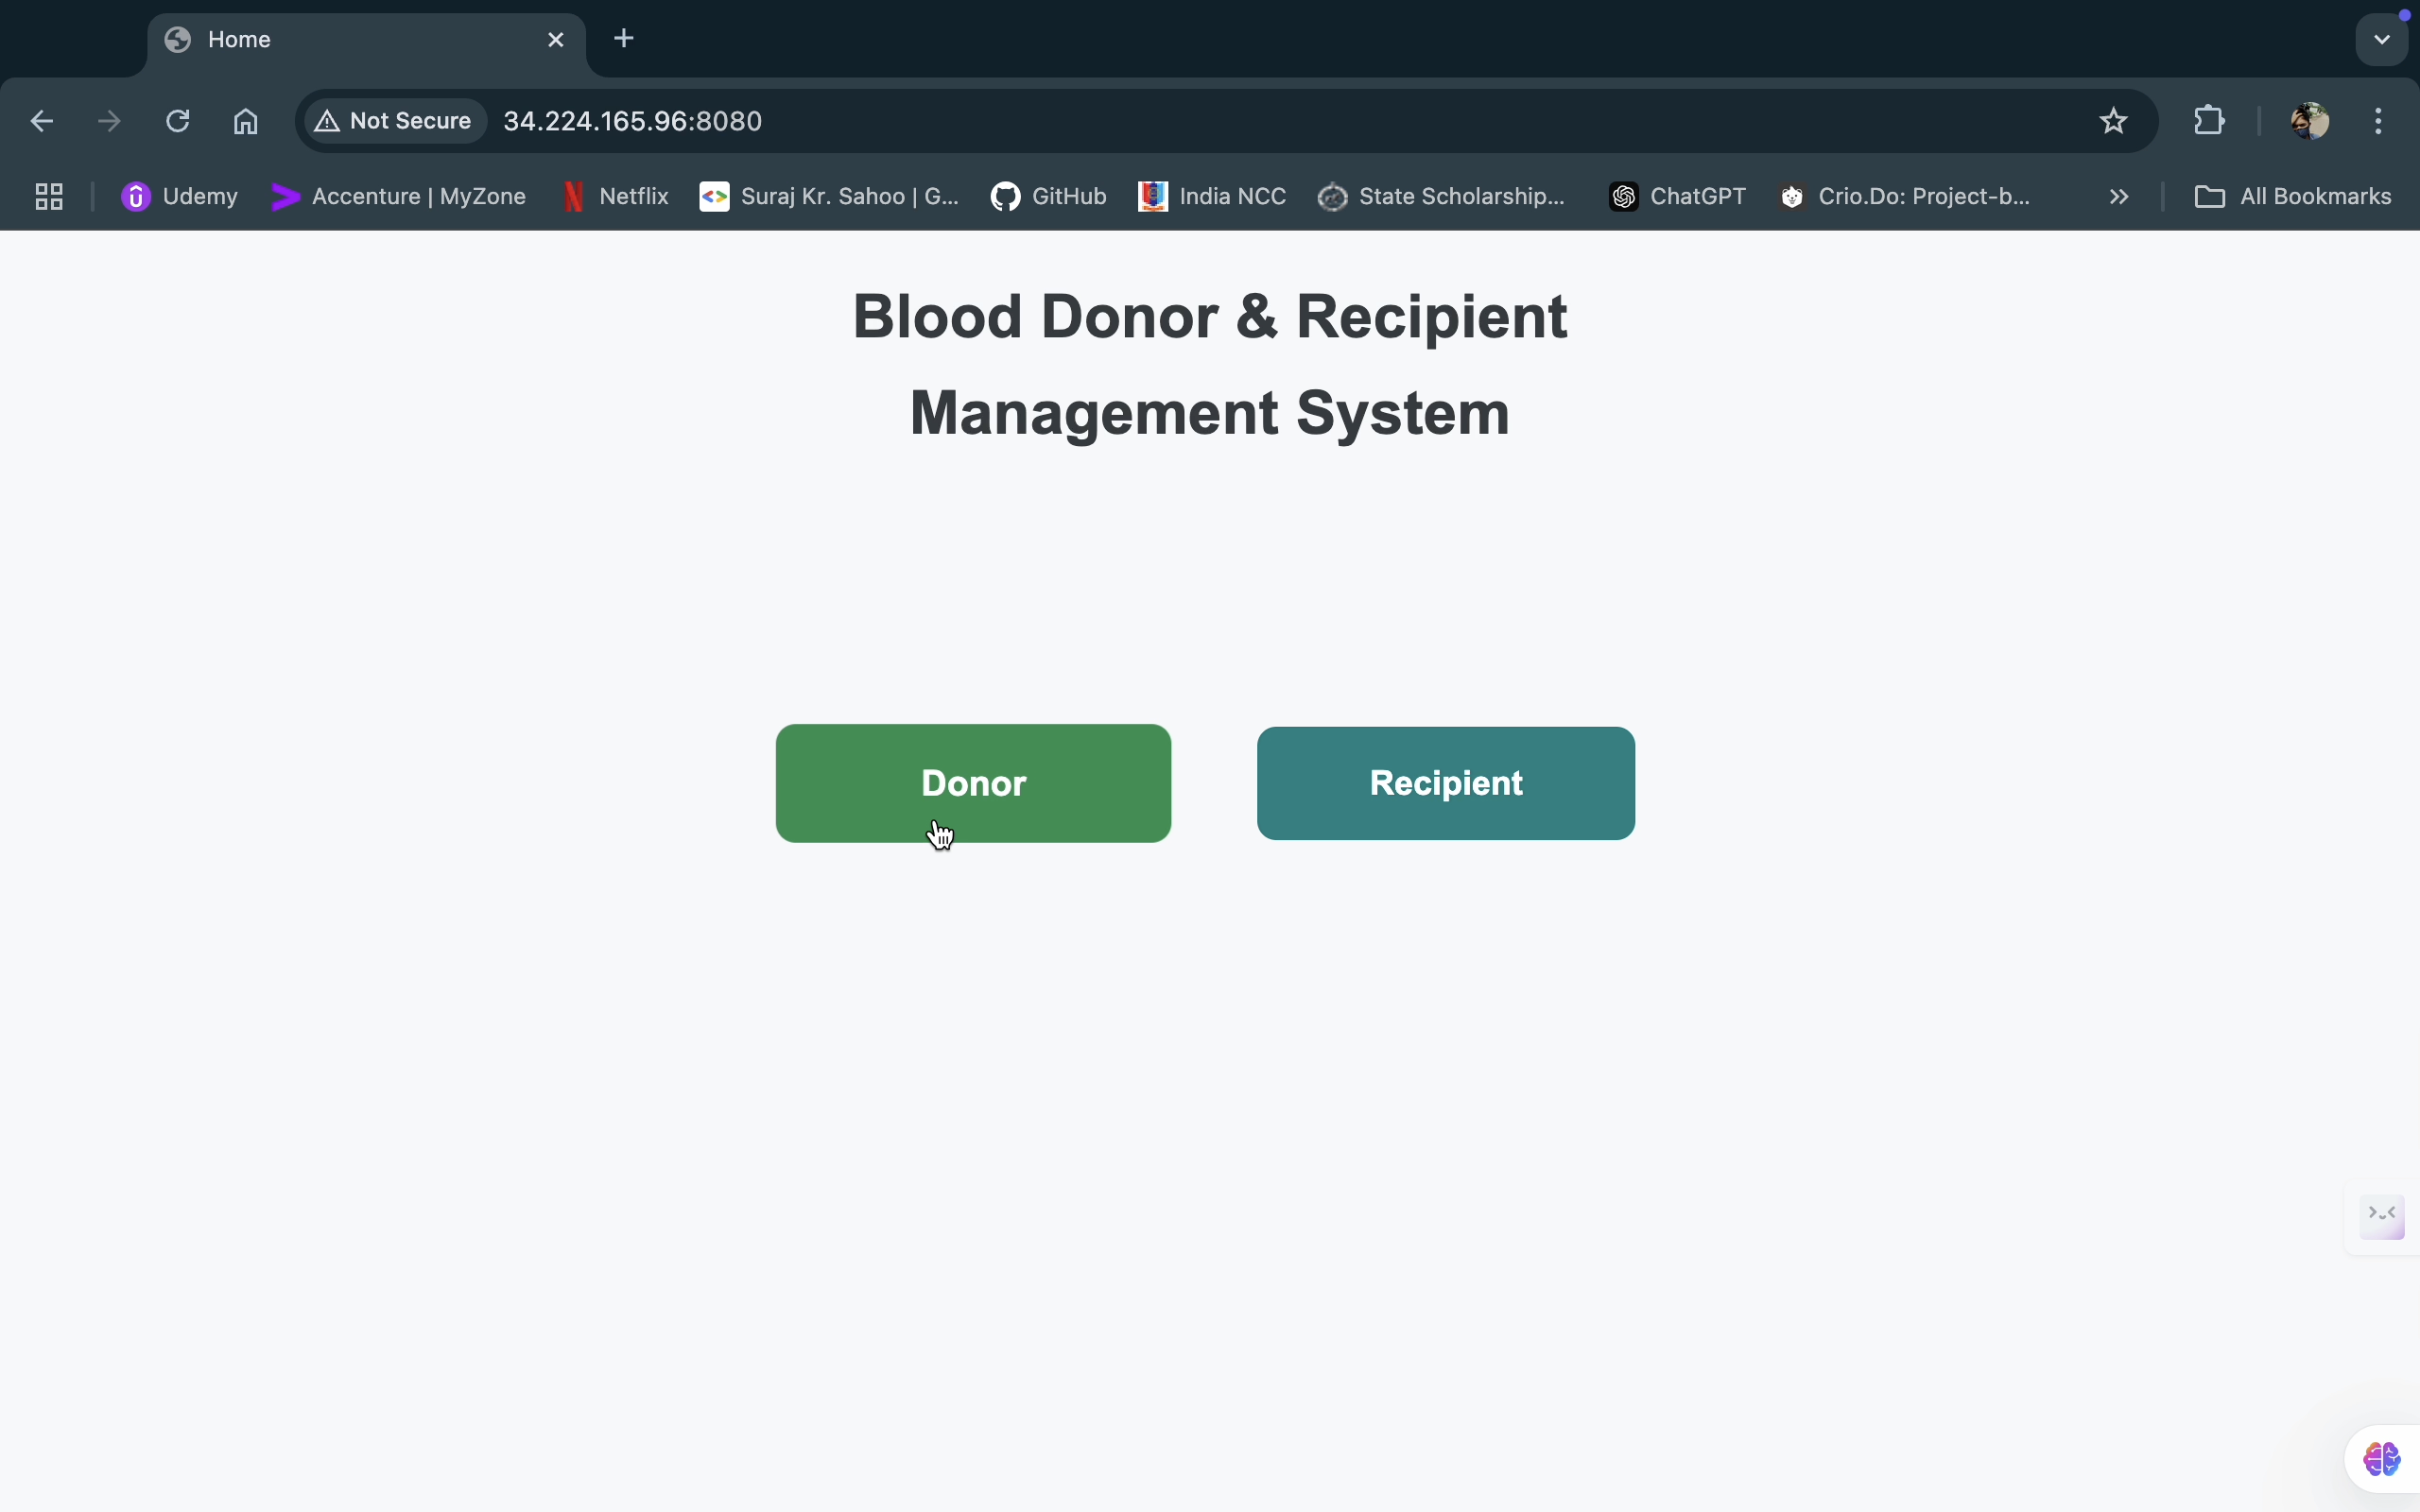 Home
Not Secure 34.224.165.96:8080
Udemy Accenture | MyZone Netflix Suraj Kr. Sahoo | G... GitHub India NCC State Scholarship... ChatGPT Crio.Do: Project-b... » All Bookmarks
Blood Donor & Recipient
Management System
Donor Recipient